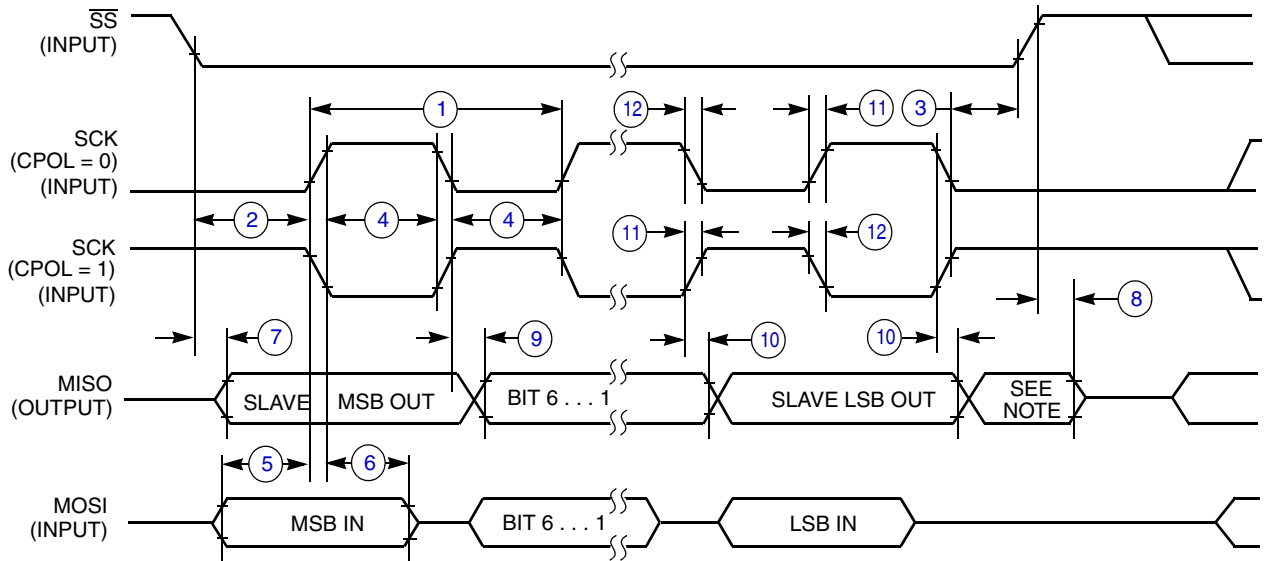 SS
(INPUT)
1
12
11
3
SCK
(CPOL = 0)
(INPUT)
2
4
4
SCK
(CPOL = 1)
(INPUT)
11
12
8
7
9
10
10
MISO
(OUTPUT)
SLAVE MSB OUT
BIT 6 . . . 1
SLAVE LSB OUT
SEE
NOTE
5
6
MOSI
(INPUT)
MSB IN
BIT 6 . . . 1
LSB IN